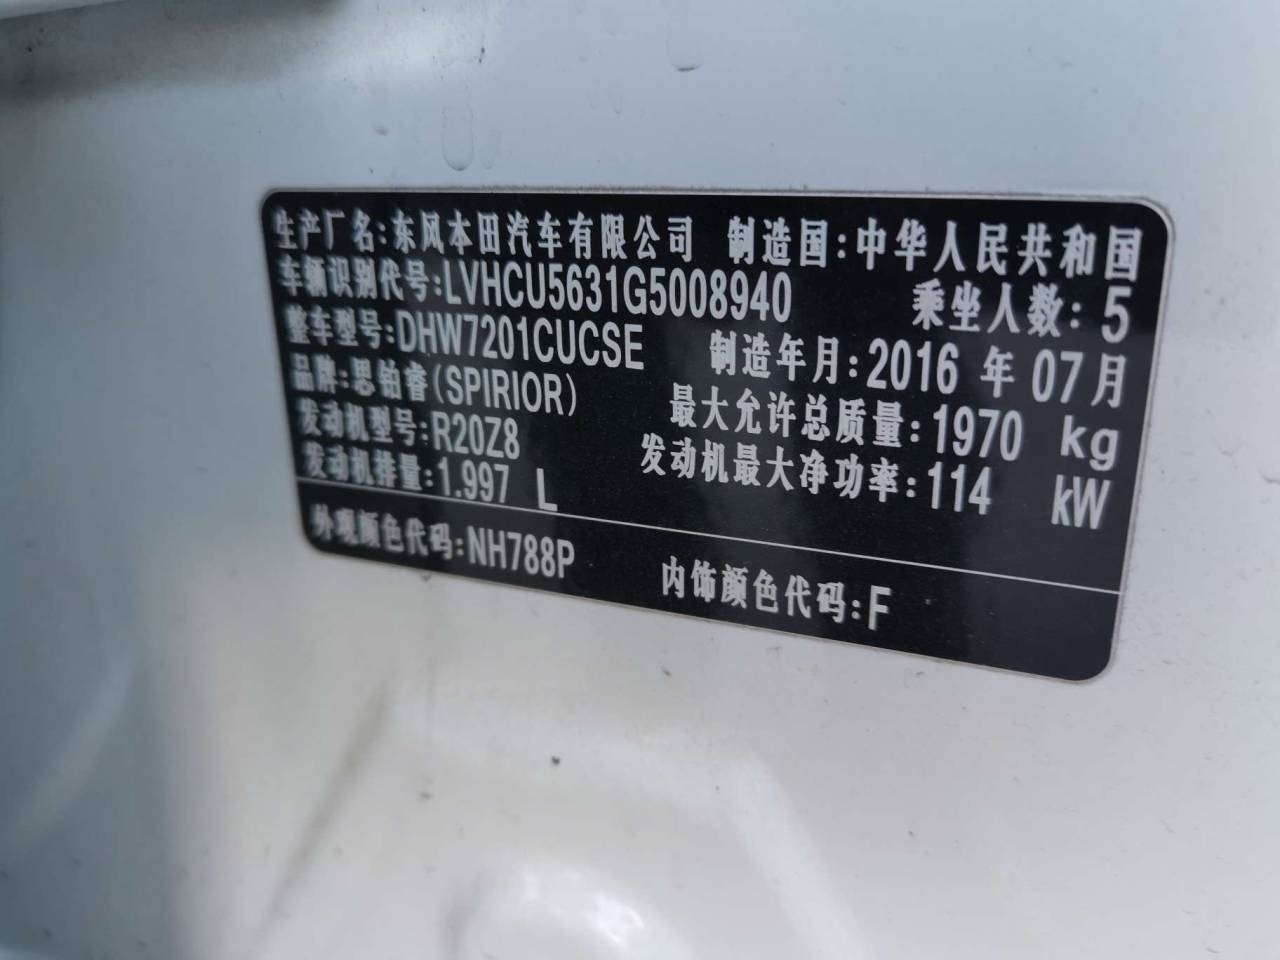 生产厂名:东风本田汽车有限公司 制造国:中华人民共和国
车辆识别代号:LVHCU5631G5008940 乘坐人数:5
整车型号:DHW7201CUCSE 制造年月:2016 年 07月
品牌:思铂睿(SPIRIOR) 最大允许总质量:1970 kg
发动机型号:R20Z8 发动机最大净功率:114 kW
发动机排量:1.997 L
外观颜色代码:NH788P 内饰颜色代码:F